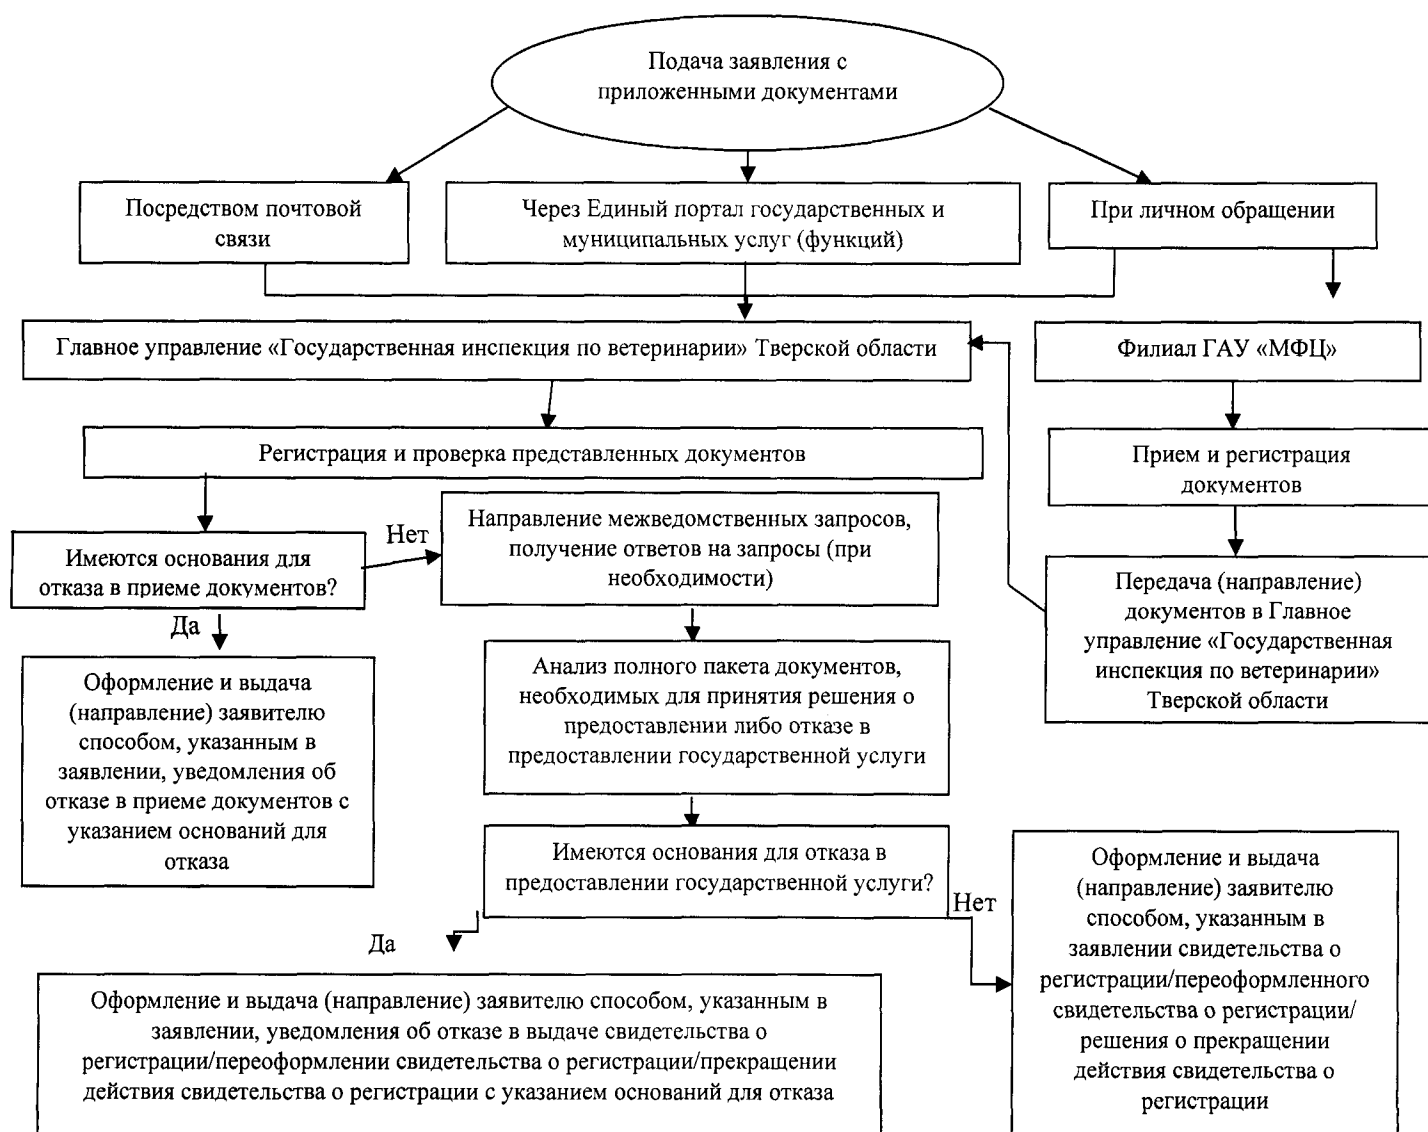 Подача заявления с
приложенными документами
Посредством почтовой
связи
Через Единый портал государственных и
муниципальных услуг (функций)
При личном обращении
Главное управление «Государственная инспекция по ветеринарии» Тверской области
Филиал ГАУ «МФЦ»
Регистрация и проверка представленных документов
Прием и регистрация
документов
Имеются основания для
отказа в приеме документов?
Нет
Направление межведомственных запросов,
получение ответов на запросы (при
необходимости)
Передача (направление)
документов в Главное
управление «Государственная
инспекция по ветеринарии»
Тверской области
Да
Оформление и выдача
(направление) заявителю
способом, указанным в
заявлении, уведомления об
отказе в приеме документов с
указанием оснований для
отказа
Анализ полного пакета документов,
необходимых для принятия решения о
предоставлении либо отказе в
предоставлении государственной услуги
Имеются основания для отказа в
предоставлении государственной услуги?
Нет
Оформление и выдача
(направление) заявителю
способом, указанным в
заявлении свидетельства о
регистрации/переоформленного
свидетельства о регистрации/
решения о прекращении
действия свидетельства о
регистрации
Да
Оформление и выдача (направление) заявителю способом, указанным в
заявлении, уведомления об отказе в выдаче свидетельства о
регистрации/переоформлении свидетельства о регистрации/прекращении
действия свидетельства о регистрации с указанием оснований для отказа